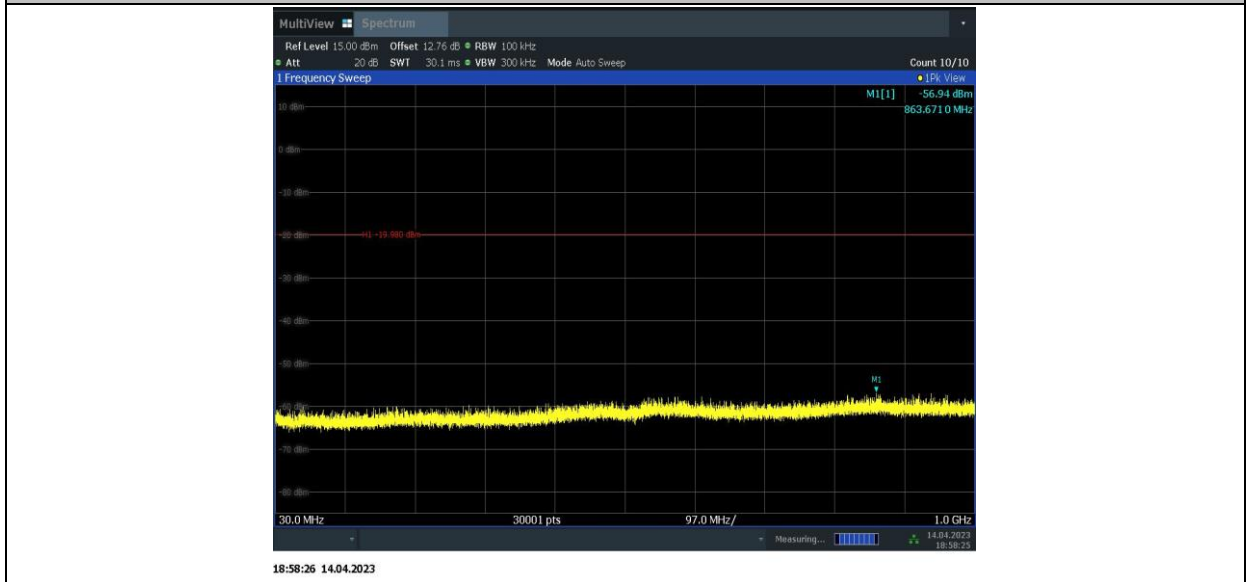 MultiView Spectrum
Ref Level 15.00 dBm Offset 12.76 dB RBW 100 kHz
Att 20 dB SWT 30.1 ms VBW 300 kHz Mode Auto Sweep Count 10/10
1 Frequency Sweep 1Pk View
M1[1] -56.94 dBm
863.6710 MHz
10 dBm
0 dBm
-10 dBm
-20 dBm H1 -19.980 dBm
-30 dBm
-40 dBm
-50 dBm
M1
-60 dBm
-70 dBm
-80 dBm
30.0 MHz 30001 pts 97.0 MHz/ 1.0 GHz
Measuring... 14.04.2023
18:58:25
18:58:26 14.04.2023